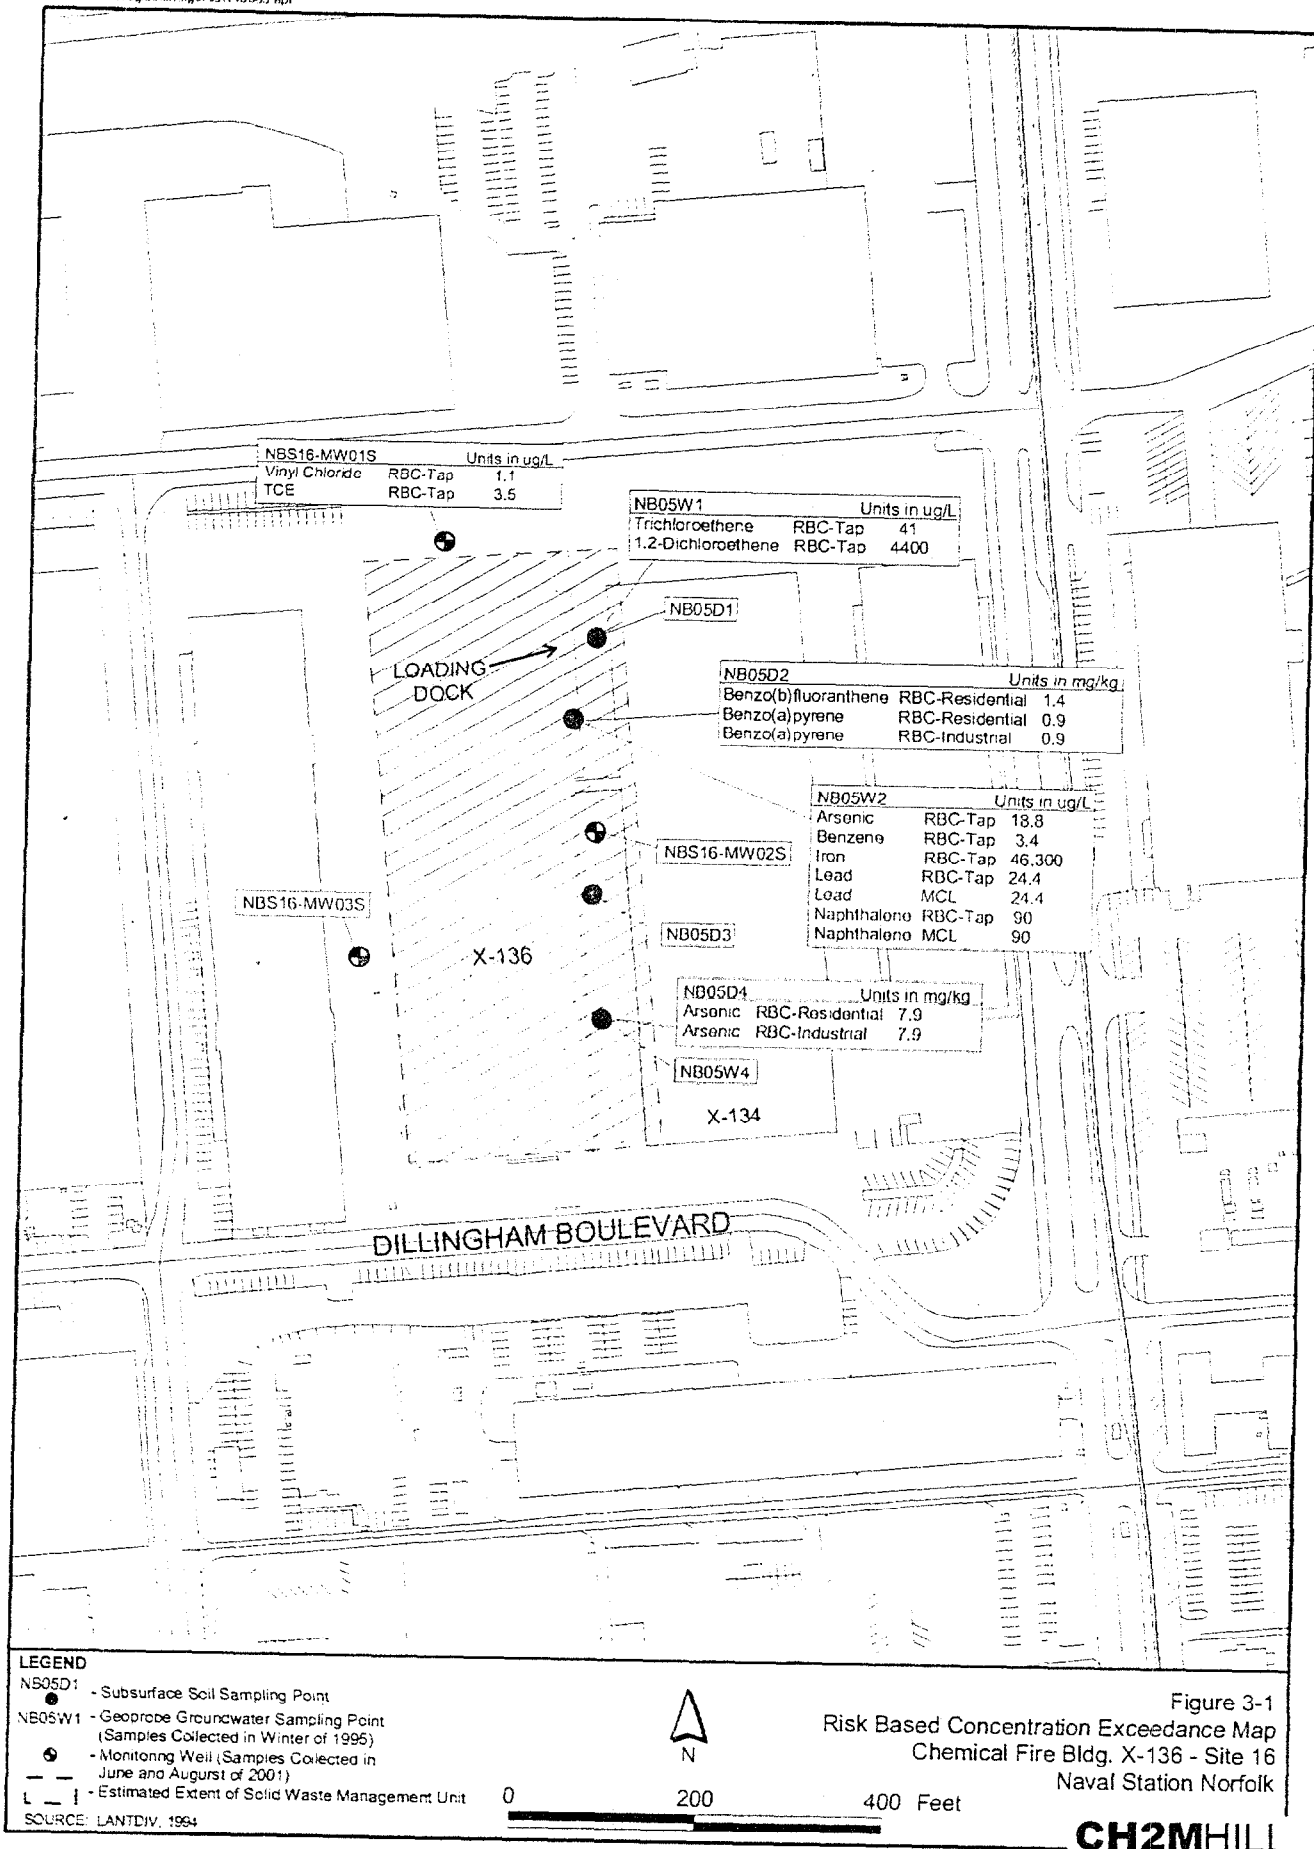 NBS16-MW01S Units in ug/L
Vinyl Chloride RBC-Tap 1.1
TCE RBC-Tap 3.5
NB05W1 Units in ug/L
Trichloroethene RBC-Tap 41
1,2-Dichloroethene RBC-Tap 4400
NB05D1
LOADING
DOCK
NB05D2 Units in mg/kg
Benzo(b)fluoranthene RBC-Residential 1.4
Benzo(a)pyrene RBC-Residential 0.9
Benzo(a)pyrene RBC-Industrial 0.9
NB05W2 Units in ug/L
Arsenic RBC-Tap 18.8
Benzene RBC-Tap 3.4
Iron RBC-Tap 46,300
Lead RBC-Tap 24.4
Lead MCL 24.4
Naphthalene RBC-Tap 90
Naphthalene MCL 90
NBS16-MW02S
NBS16-MW03S
NB05D3
X-136
NB05D4 Units in mg/kg
Arsenic RBC-Residential 7.9
Arsenic RBC-Industrial 7.9
NB05W4
X-134
DILLINGHAM BOULEVARD
LEGEND
NB05D1 - Subsurface Soil Sampling Point
NB05W1 - Geoprobe Groundwater Sampling Point
(Samples Collected in Winter of 1995)
- Monitoring Well (Samples Collected in
June and Augurst of 2001)
- Estimated Extent of Solid Waste Management Unit
SOURCE: LANTDIV, 1994
N
0 200 400 Feet
Figure 3-1
Risk Based Concentration Exceedance Map
Chemical Fire Bldg. X-136 - Site 16
Naval Station Norfolk
CH2MHILL